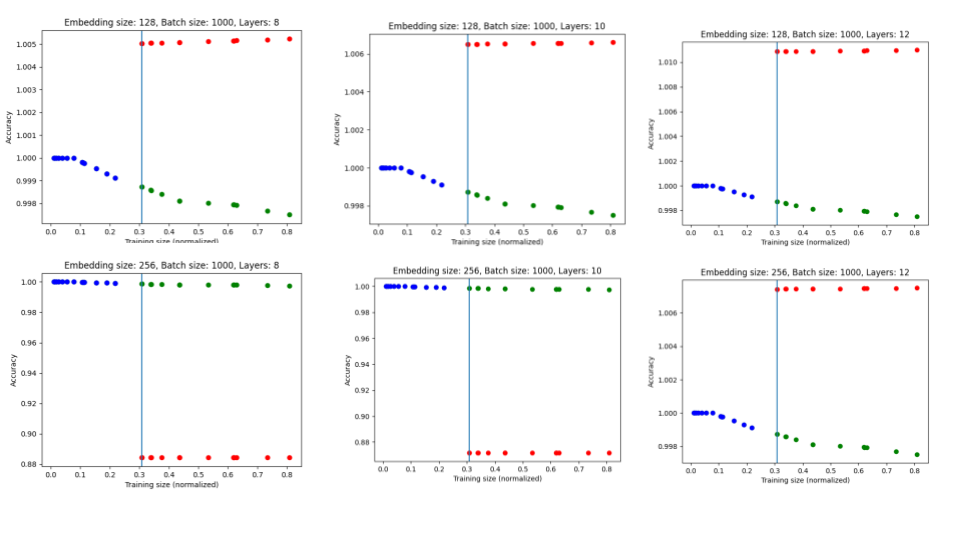 Embedding size: 128, Batch size: 1000, Layers: 8
1.005
1.004
1.003
1.002
1.001
1.000
0.999
0.998
Accuracy
0.0 0.1 0.2 0.3 0.4 0.5 0.6 0.7 0.8
Training size (normalized)
Embedding size: 128, Batch size: 1000, Layers: 10
1.006
1.004
1.002
1.000
0.998
Accuracy
0.0 0.1 0.2 0.3 0.4 0.5 0.6 0.7 0.8
Training size (normalized)
Embedding size: 128, Batch size: 1000, Layers: 12
1.010
1.008
1.006
1.004
1.002
1.000
0.998
Accuracy
0.0 0.1 0.2 0.3 0.4 0.5 0.6 0.7 0.8
Training size (normalized)
Embedding size: 256, Batch size: 1000, Layers: 8
1.00
0.98
0.96
0.94
0.92
0.90
0.88
Accuracy
0.0 0.1 0.2 0.3 0.4 0.5 0.6 0.7 0.8
Training size (normalized)
Embedding size: 256, Batch size: 1000, Layers: 10
1.00
0.98
0.96
0.94
0.92
0.90
0.88
Accuracy
0.0 0.1 0.2 0.3 0.4 0.5 0.6 0.7 0.8
Training size (normalized)
Embedding size: 256, Batch size: 1000, Layers: 12
1.006
1.004
1.002
1.000
0.998
Accuracy
0.0 0.1 0.2 0.3 0.4 0.5 0.6 0.7 0.8
Training size (normalized)